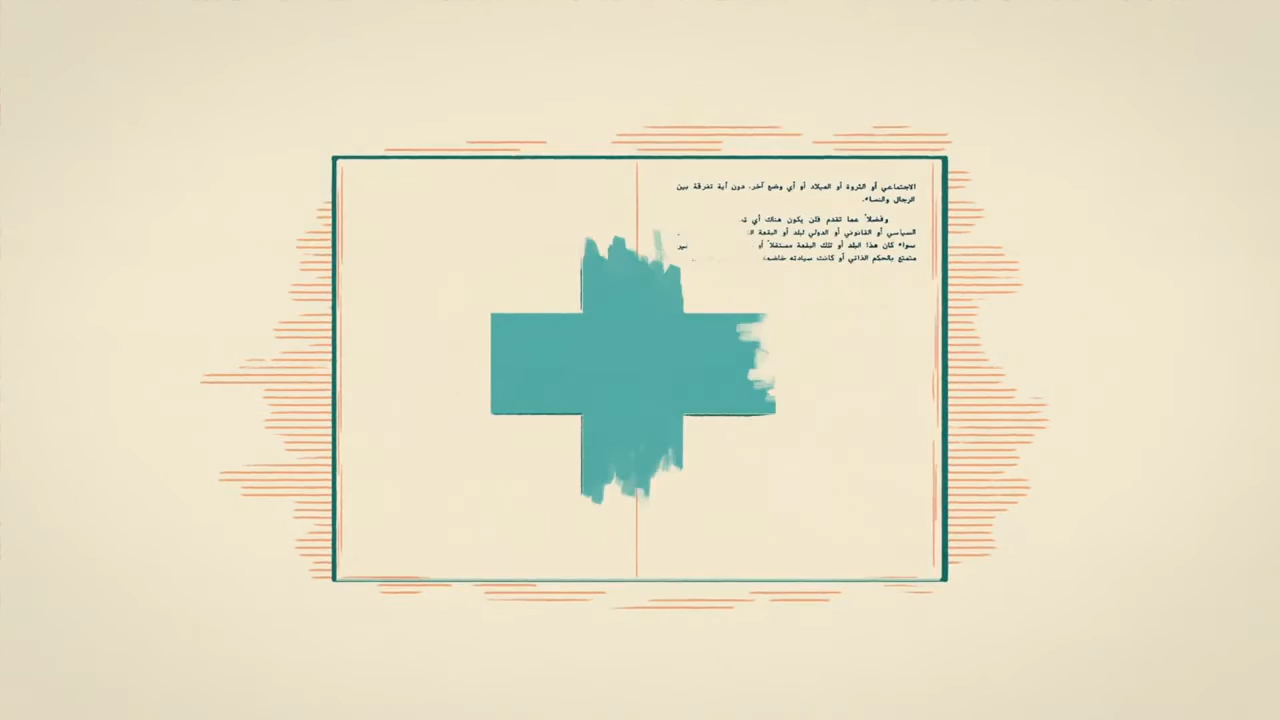 الاجتماعي أو الثروة أو الميلاد أو أي وضع آخر، دون أية تفرقة بين
الرجال والنساء.
وفضلاً عما تقدم فلن يكون هناك أي
السياسي أو القانوني أو الدولي لبلد أو البقعة
سواء كان هذا البلد أو تلك البقعة مستقلاً أو
متمتع بالحكم الذاتي أو كانت سيادته